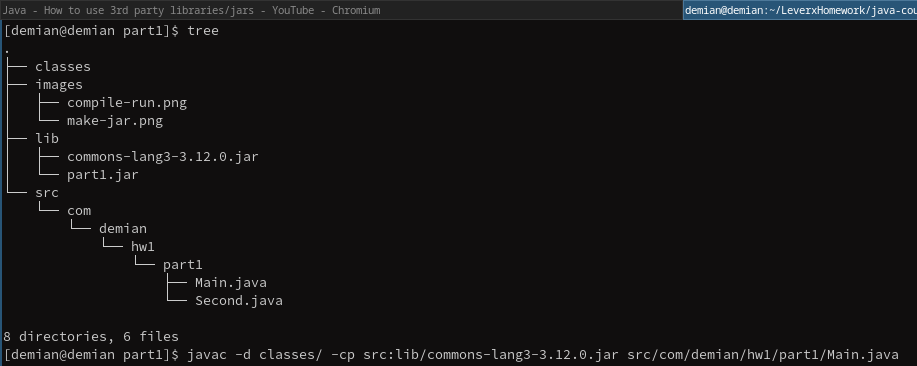 Java - How to use 3rd party libraries/jars - YouTube - Chromium
demian@demian:~/LeverxHomework/java-cou
[demian@demian part1]$ tree
.
├── classes
├── images
│   ├── compile-run.png
│   └── make-jar.png
├── lib
│   ├── commons-lang3-3.12.0.jar
│   └── part1.jar
└── src
    └── com
        └── demian
            └── hw1
                └── part1
                    ├── Main.java
                    └── Second.java
8 directories, 6 files
[demian@demian part1]$ javac -d classes/ -cp src:lib/commons-lang3-3.12.0.jar src/com/demian/hw1/part1/Main.java